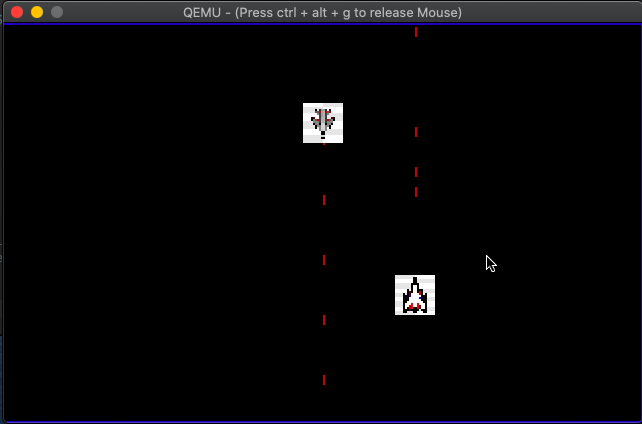 QEMU - (Press ctrl + alt + g to release Mouse)